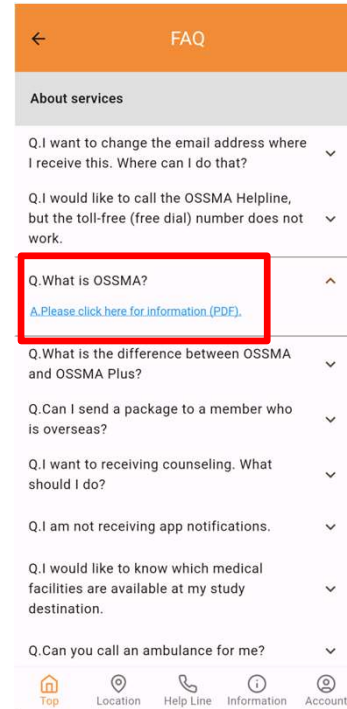 FAQ
About services
Q.I want to change the email address where
I receive this. Where can I do that?
Q.I would like to call the OSSMA Helpline,
but the toll-free (free dial) number does not
work.
Q.What is OSSMA?
A.Please click here for information (PDF).
Q.What is the difference between OSSMA
and OSSMA Plus?
Q.Can I send a package to a member who
is overseas?
Q.I want to receiving counseling. What
should I do?
Q.I am not receiving app notifications.
Q.I would like to know which medical
facilities are available at my study
destination.
Q.Can you call an ambulance for me?
Top Location Help Line Information Account